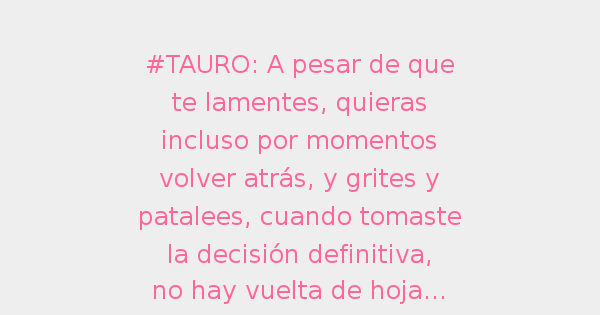 #TAURO: A pesar de que
te lamentes, quieras
incluso por momentos
volver atrás, y grites y
patalees, cuando tomaste
la decisión definitiva,
no hay vuelta de hoja...